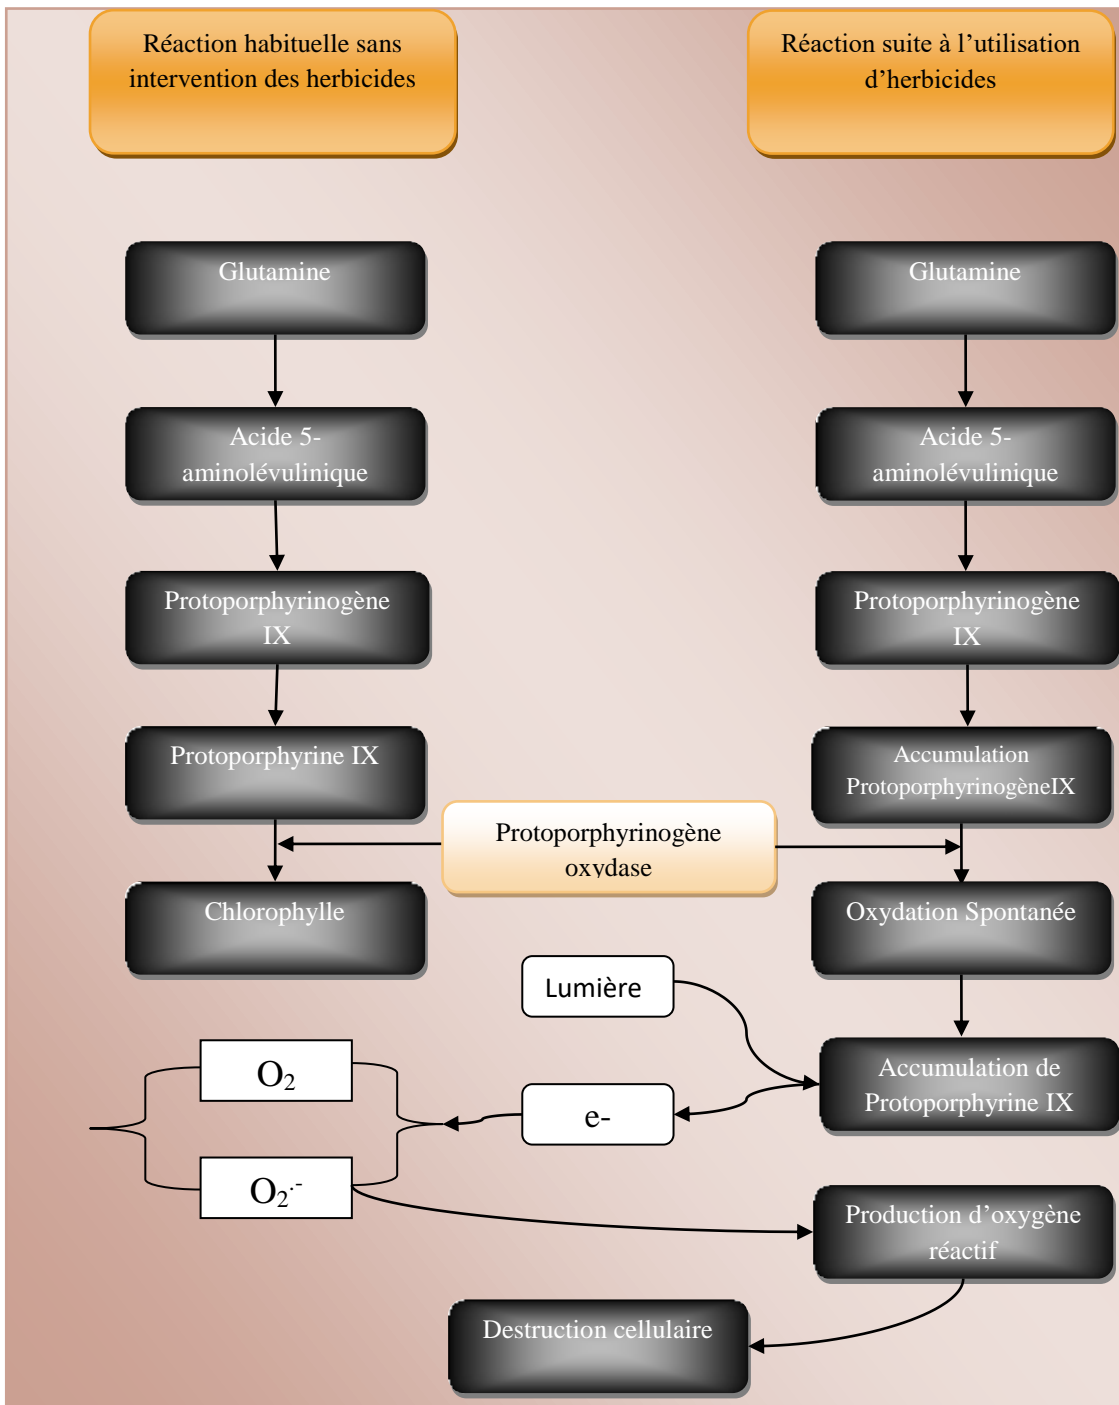 Réaction habituelle sans
intervention des herbicides
Réaction suite à l'utilisation
d'herbicides
Glutamine
Glutamine
Acide 5-
aminolévulinique
Acide 5-
aminolévulinique
Protoporphyrinogène
IX
Protoporphyrinogène
IX
Protoporphyrine IX
Accumulation
ProtoporphyrinogèneIX
Protoporphyrinogène
oxydase
Chlorophylle
Oxydation Spontanée
Lumière
Accumulation de
Protoporphyrine IX
O₂
e-
O₂·⁻
Production d'oxygène
réactif
Destruction cellulaire